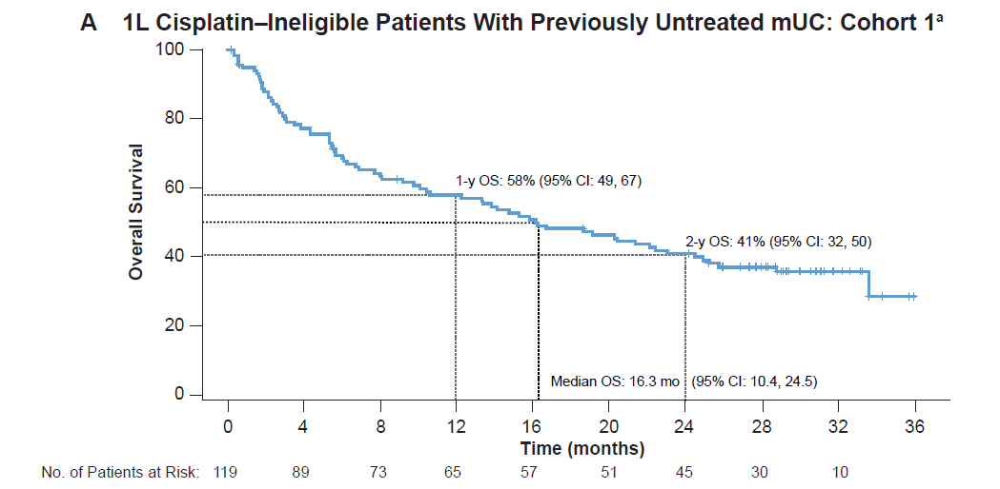 A 1L Cisplatin–Ineligible Patients With Previously Untreated mUC: Cohort 1ᵃ
100
80
60
40
20
0
Overall Survival
1-y OS: 58% (95% CI: 49, 67)
2-y OS: 41% (95% CI: 32, 50)
Median OS: 16.3 mo (95% CI: 10.4, 24.5)
0 4 8 12 16 20 24 28 32 36
Time (months)
No. of Patients at Risk: 119 89 73 65 57 51 45 30 10